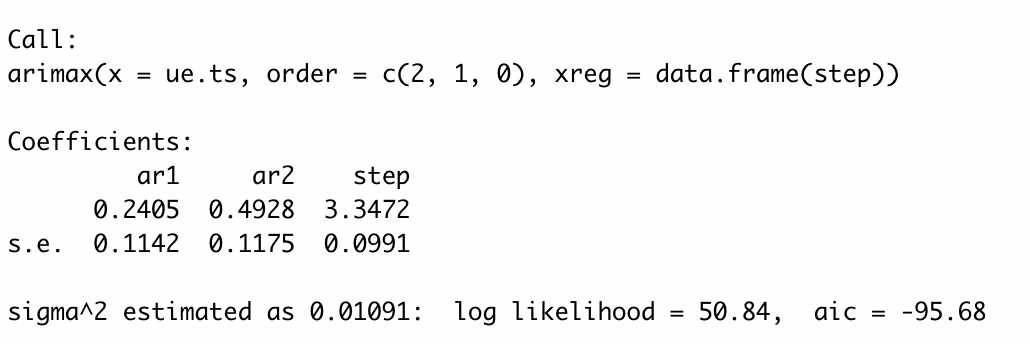 Call:
arimax(x = ue.ts, order = c(2, 1, 0), xreg = data.frame(step))
Coefficients:
ar1 ar2 step
0.2405 0.4928 3.3472
s.e. 0.1142 0.1175 0.0991
sigma^2 estimated as 0.01091: log likelihood = 50.84, aic = -95.68